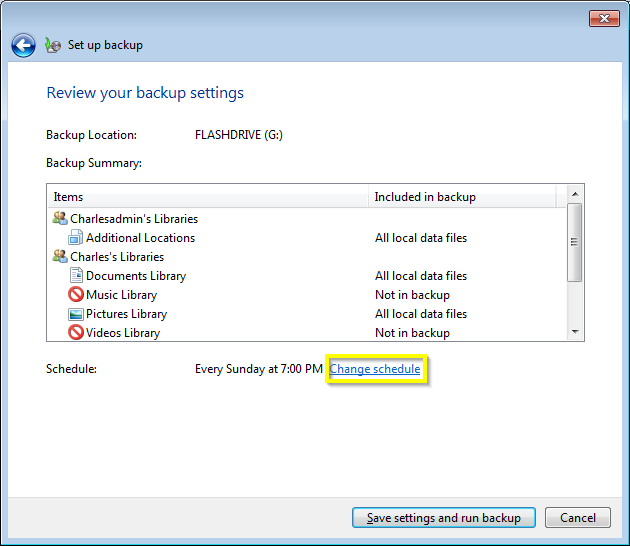 Set up backup
Review your backup settings
Backup Location: FLASHDRIVE (G:)
Backup Summary:
Items Included in backup
Charlesadmin's Libraries
Additional Locations All local data files
Charles's Libraries
Documents Library All local data files
Music Library Not in backup
Pictures Library All local data files
Videos Library Not in backup
Schedule: Every Sunday at 7:00 PM Change schedule
Save settings and run backup Cancel